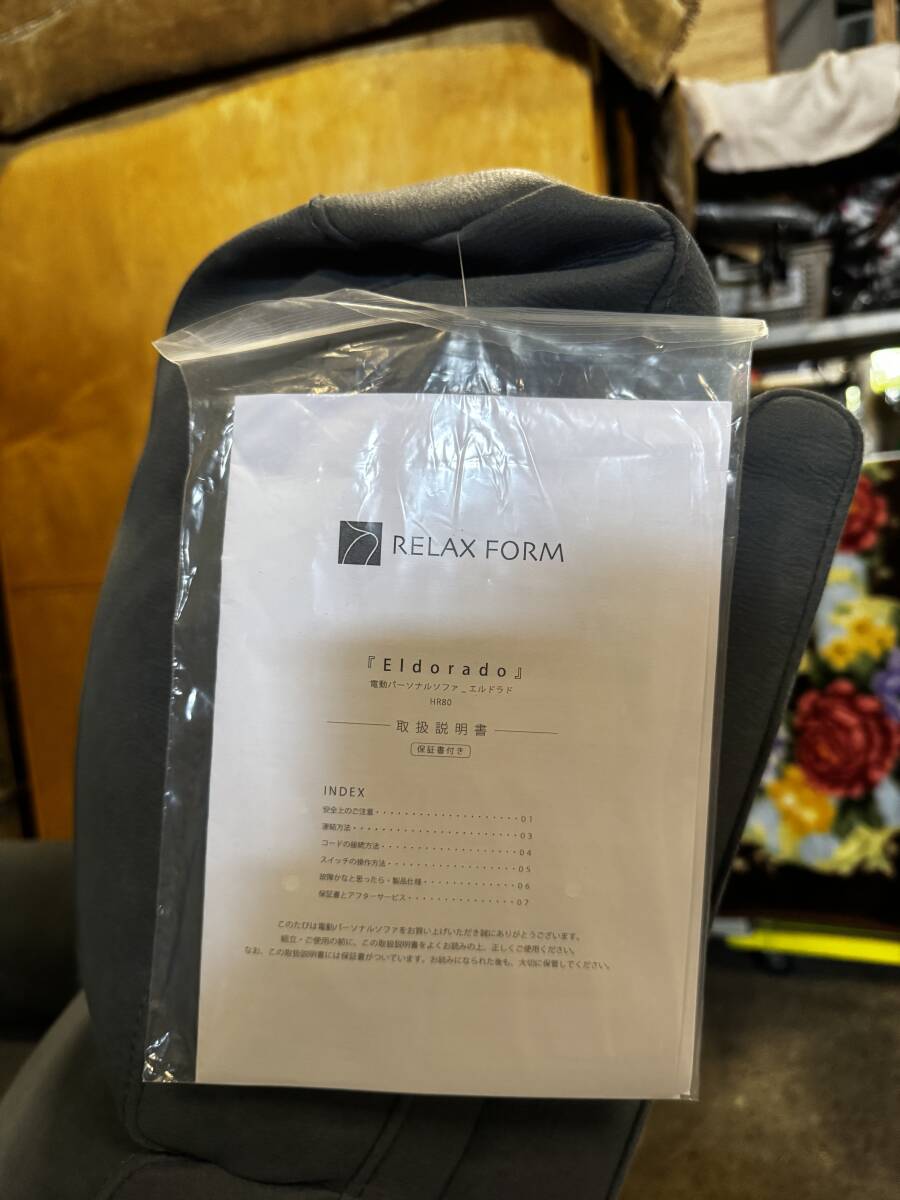 RELAX FORM
『Eldorado』
電動パーソナルソファ_エルドラド
HR80
取扱説明書
保証書付き
INDEX
安全上のご注意・・・・・・・・・・・・・・・・・・・・01
連結方法・・・・・・・・・・・・・・・・・・・・・・・03
コードの接続方法・・・・・・・・・・・・・・・・・・・04
スイッチの操作方法・・・・・・・・・・・・・・・・・・05
故障かなと思ったら・製品仕様・・・・・・・・・・・・・06
保証書とアフターサービス・・・・・・・・・・・・・・・07
このたびは電動パーソナルソファをお買い上げいただき誠にありがとうございます。
組立・ご使用の前に、この取扱説明書をよくお読みの上、正しくご使用ください。
なお、この取扱説明書には保証書がついています。お読みになられた後も、大切に保管してください。